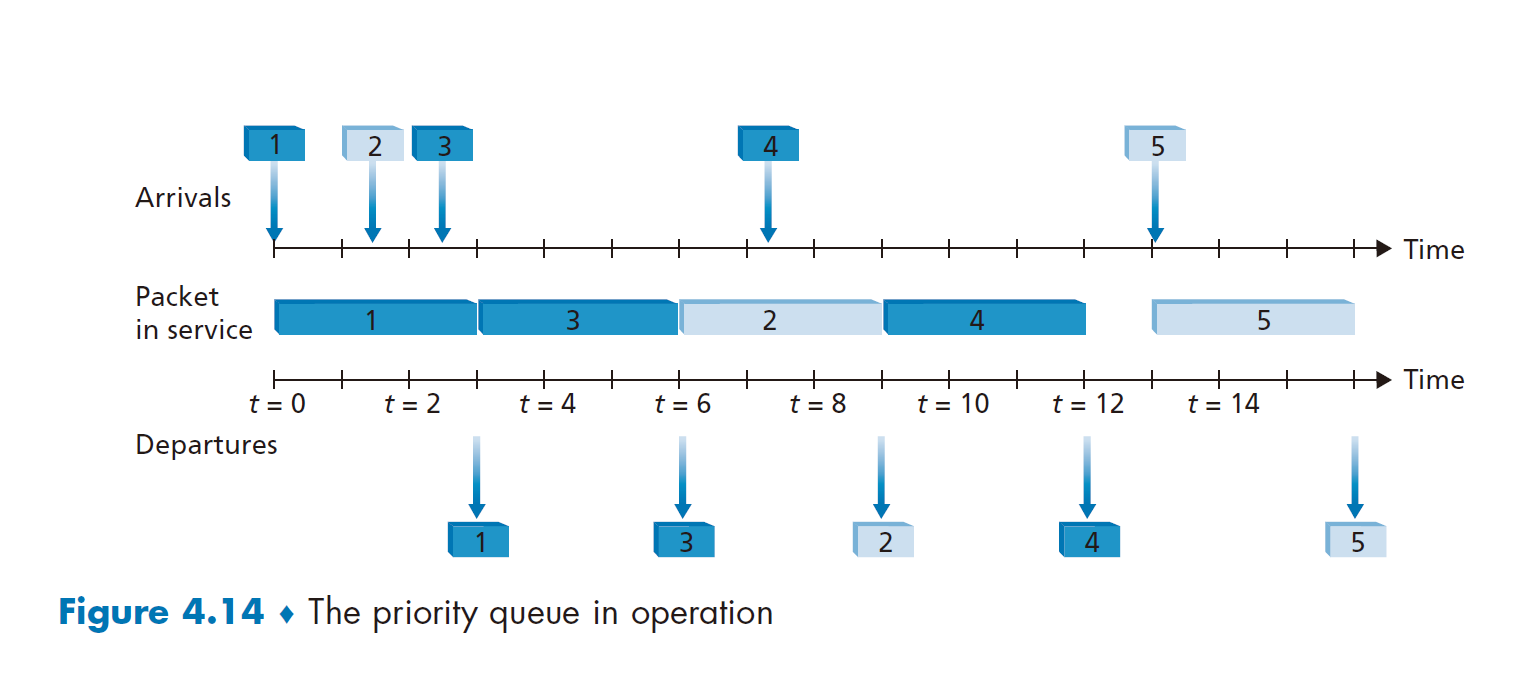 1 2 3 4 5
Arrivals
Time
Packet
in service
1 3 2 4 5
Time
t = 0 t = 2 t = 4 t = 6 t = 8 t = 10 t = 12 t = 14
Departures
1 3 2 4 5
Figure 4.14 ♦ The priority queue in operation